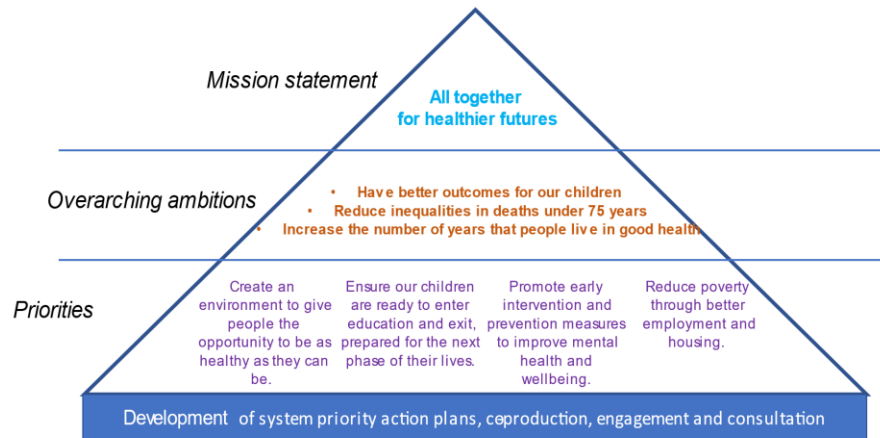 Mission statement
All together
for healthier futures
Overarching ambitions
• Have better outcomes for our children
• Reduce inequalities in deaths under 75 years
• Increase the number of years that people live in good health
Priorities
Create an
environment to give
people the
opportunity to be as
healthy as they can
be.
Ensure our children
are ready to enter
education and exit,
prepared for the next
phase of their lives.
Promote early
intervention and
prevention measures
to improve mental
health and
wellbeing.
Reduce poverty
through better
employment and
housing.
Development of system priority action plans, coproduction, engagement and consultation